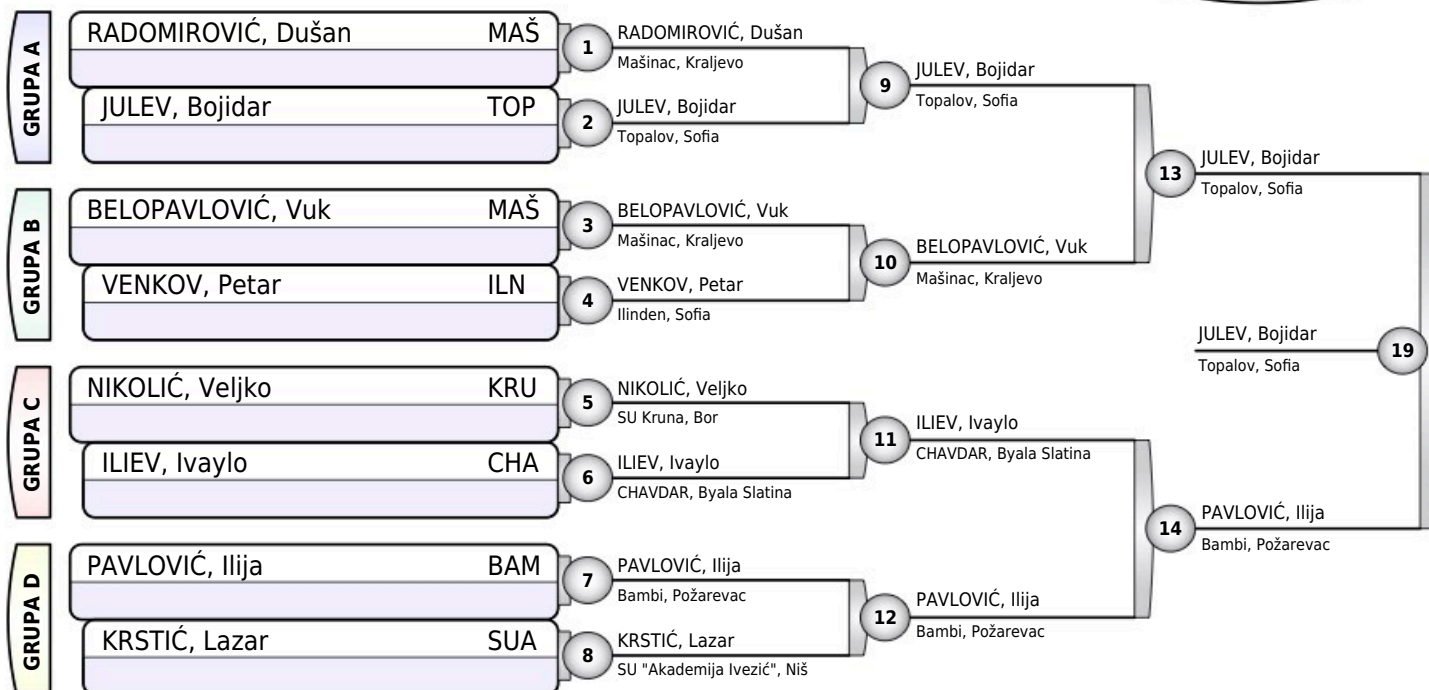 GRUPA A
RADOMIROVIĆ, Dušan MAŠ
JULEV, Bojidar TOP
GRUPA B
BELOPAVLOVIĆ, Vuk MAŠ
VENKOV, Petar ILN
GRUPA C
NIKOLIĆ, Veljko KRU
ILIEV, Ivaylo CHA
GRUPA D
PAVLOVIĆ, Ilija BAM
KRSTIĆ, Lazar SUA
1
RADOMIROVIĆ, Dušan
Mašinac, Kraljevo
2
JULEV, Bojidar
Topalov, Sofia
3
BELOPAVLOVIĆ, Vuk
Mašinac, Kraljevo
4
VENKOV, Petar
Ilinden, Sofia
5
NIKOLIĆ, Veljko
SU Kruna, Bor
6
ILIEV, Ivaylo
CHAVDAR, Byala Slatina
7
PAVLOVIĆ, Ilija
Bambi, Požarevac
8
KRSTIĆ, Lazar
SU "Akademija Ivezić", Niš
9
JULEV, Bojidar
Topalov, Sofia
10
BELOPAVLOVIĆ, Vuk
Mašinac, Kraljevo
11
ILIEV, Ivaylo
CHAVDAR, Byala Slatina
12
PAVLOVIĆ, Ilija
Bambi, Požarevac
13
JULEV, Bojidar
Topalov, Sofia
14
PAVLOVIĆ, Ilija
Bambi, Požarevac
JULEV, Bojidar
Topalov, Sofia
19